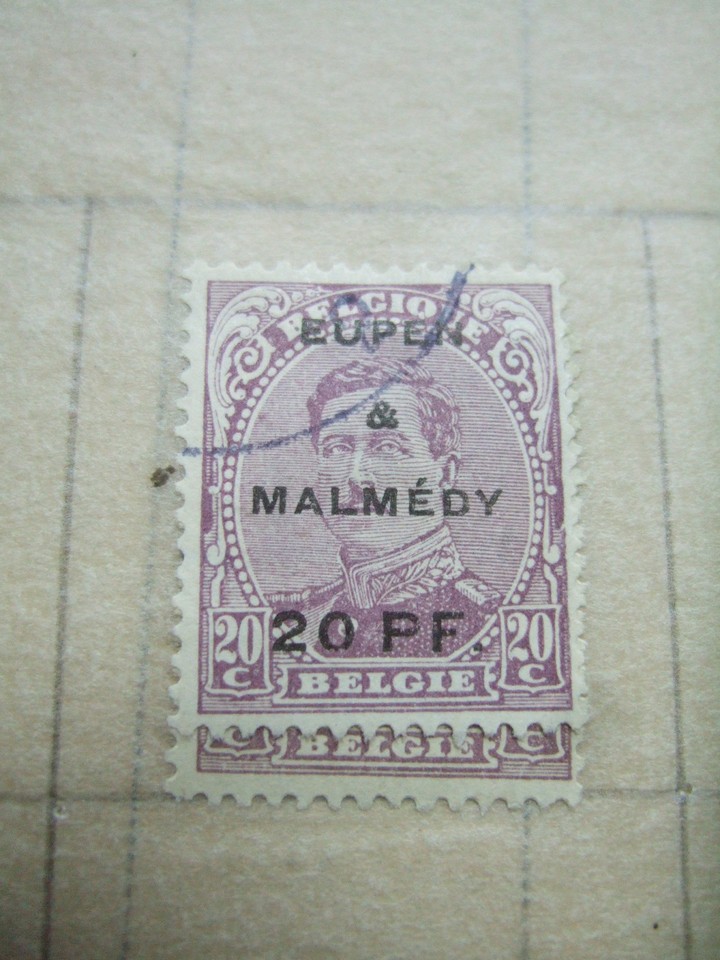 BELGIQUE
EUPEN
&
MALMÉDY
20 PF.
20 C
20 C
BELGIE
C BELGIE C